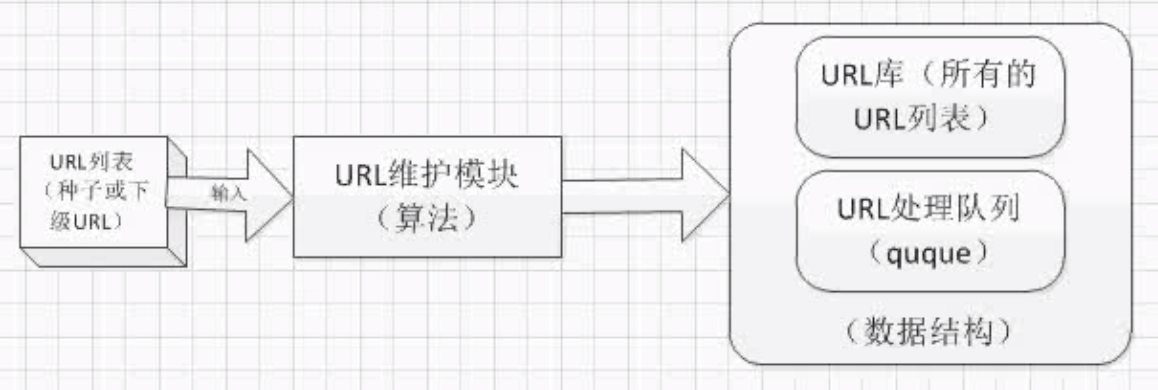 URL列表
（种子或下
级URL）
输入
URL维护模块
（算法）
URL库（所有的
URL列表）
URL处理队列
（quque）
（数据结构）